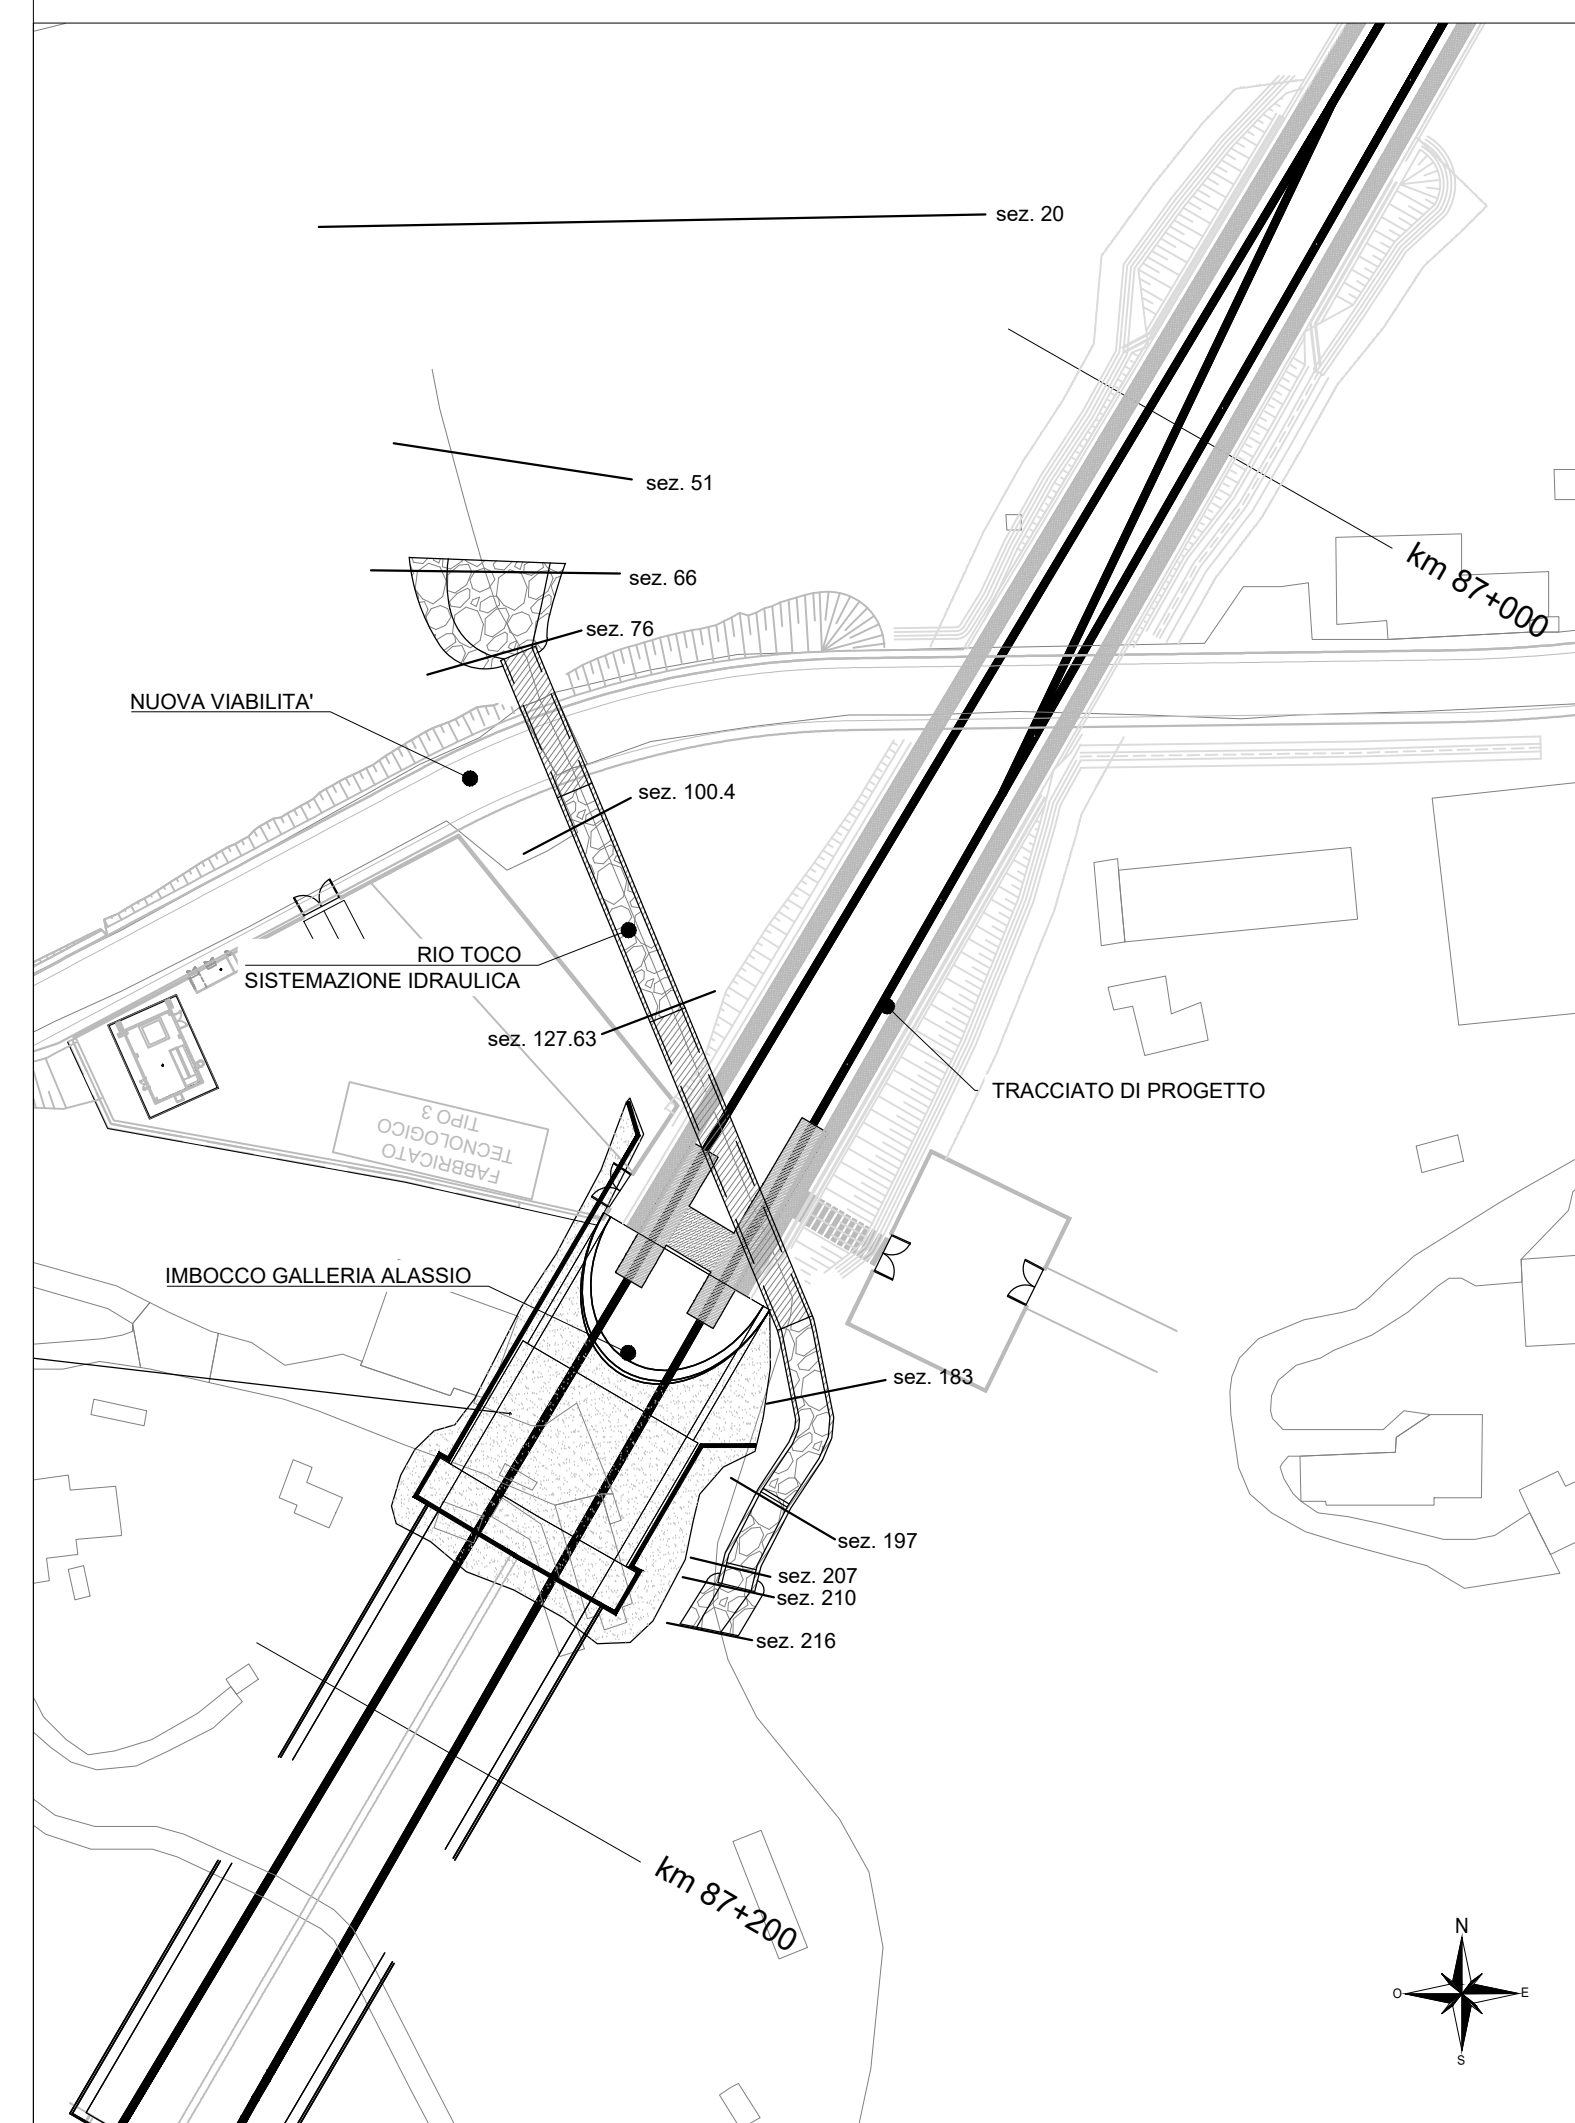 sez. 20
sez. 51
km 87+000
sez. 66
sez. 76
NUOVA VIABILITA'
sez. 100.4
RIO TOCO
SISTEMAZIONE IDRAULICA
sez. 127.63
TRACCIATO DI PROGETTO
FABBRICATO
TECNOLOGICO
TIPO 3
IMBOCCO GALLERIA ALASSIO
sez. 183
sez. 197
sez. 207
sez. 210
sez. 216
km 87+200
N
O
E
S